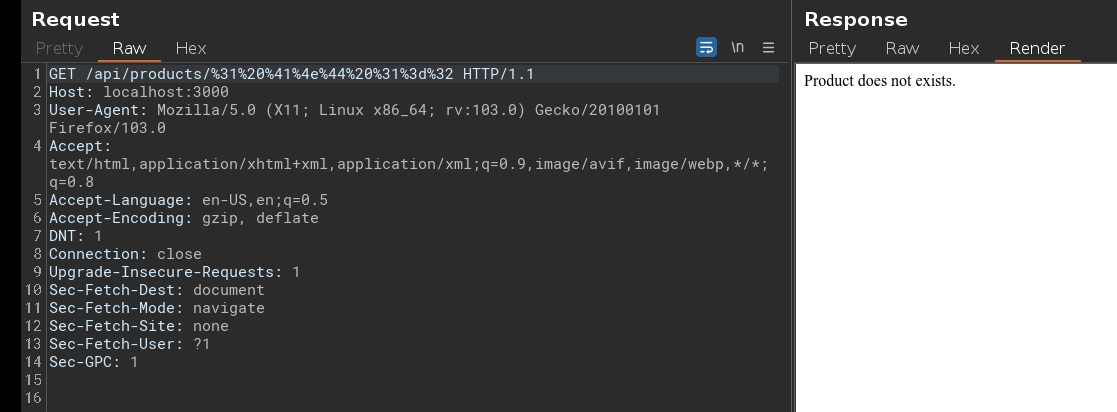 Request
Pretty Raw Hex \n
1 GET /api/products/%31%20%41%4e%44%20%31%3d%32 HTTP/1.1
2 Host: localhost:3000
3 User-Agent: Mozilla/5.0 (X11; Linux x86_64; rv:103.0) Gecko/20100101
Firefox/103.0
4 Accept:
text/html,application/xhtml+xml,application/xml;q=0.9,image/avif,image/webp,*/*;
q=0.8
5 Accept-Language: en-US,en;q=0.5
6 Accept-Encoding: gzip, deflate
7 DNT: 1
8 Connection: close
9 Upgrade-Insecure-Requests: 1
10 Sec-Fetch-Dest: document
11 Sec-Fetch-Mode: navigate
12 Sec-Fetch-Site: none
13 Sec-Fetch-User: ?1
14 Sec-GPC: 1
15
16
Response
Pretty Raw Hex Render
Product does not exists.